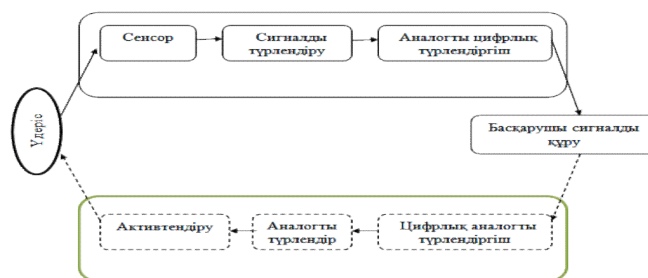 Сенсор
Сигналды
түрлендіру
Аналогты цифрлық
түрлендіргіш
Үдеріс
Басқарушы сигналды
құру
Активтендіру
Аналогты
түрлендір
Цифрлық аналогты
түрлендіргіш